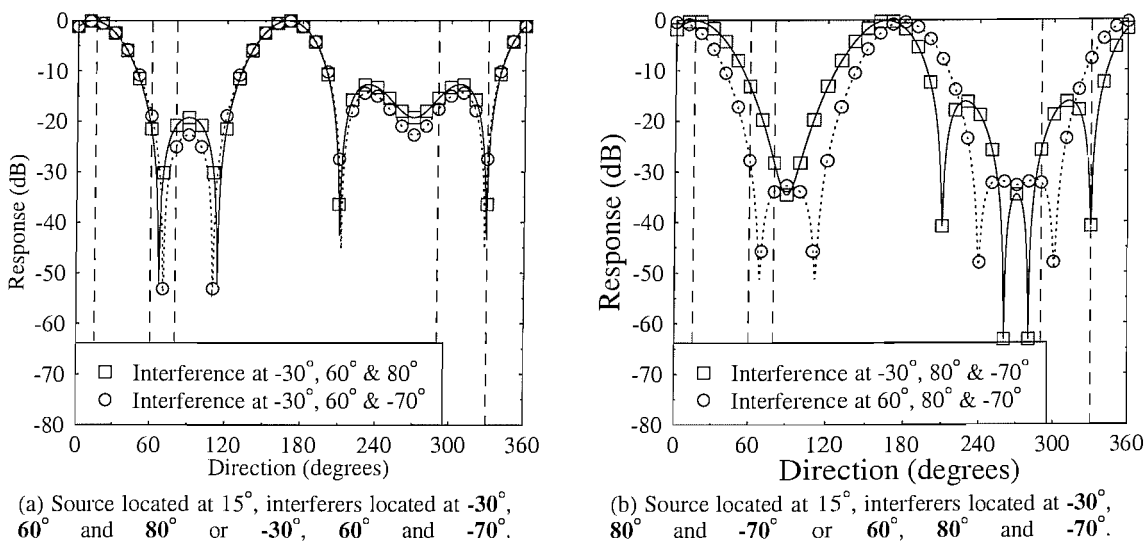 0
-10
-20
-30
-40
-50
-60
-70
-80
Response (dB)
0 60 120 180 240 300 360
Direction (degrees)
Interference at -30°, 60° & 80°
Interference at -30°, 60° & -70°
(a) Source located at 15°, interferers located at -30°,
60° and 80° or -30°, 60° and -70°.
0
-10
-20
-30
-40
-50
-60
-70
-80
Response (dB)
0 60 120 180 240 300 360
Direction (degrees)
Interference at -30°, 80° & -70°
Interference at 60°, 80° & -70°
(b) Source located at 15°, interferers located at -30°
80° and -70° or 60°, 80° and -70°.